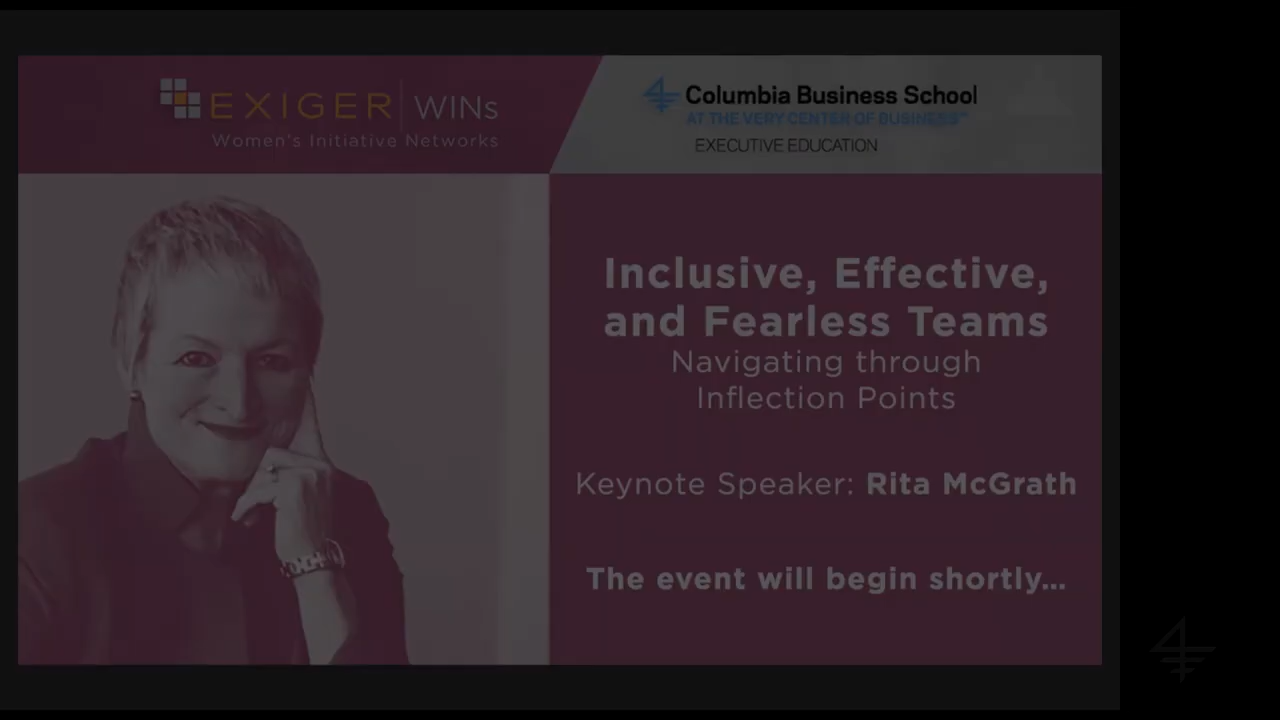 EXIGER WINs
Women's Initiative Networks
Columbia Business School
AT THE VERY CENTER OF BUSINESS™
EXECUTIVE EDUCATION
Inclusive, Effective,
and Fearless Teams
Navigating through
Inflection Points
Keynote Speaker: Rita McGrath
The event will begin shortly...